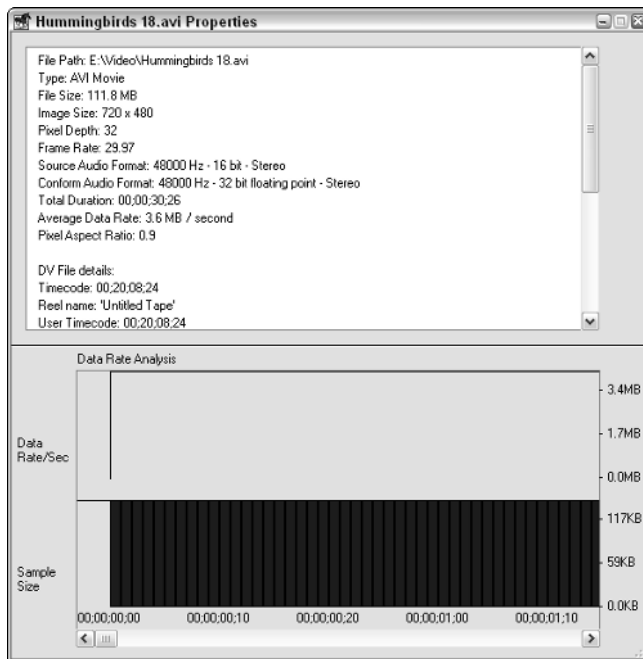 Hummingbirds 18.avi Properties
File Path: E:\Video\Hummingbirds 18.avi
Type: AVI Movie
File Size: 111.8 MB
Image Size: 720 x 480
Pixel Depth: 32
Frame Rate: 29.97
Source Audio Format: 48000 Hz - 16 bit - Stereo
Conform Audio Format: 48000 Hz - 32 bit floating point - Stereo
Total Duration: 00;00;30;26
Average Data Rate: 3.6 MB / second
Pixel Aspect Ratio: 0.9
DV File details:
Timecode: 00;20;08;24
Reel name: 'Untitled Tape'
User Timecode: 00;20;08;24
Data Rate Analysis
3.4MB
Data
Rate/Sec
1.7MB
0.0MB
117KB
Sample
Size
59KB
0.0KB
00;00;00;00 00;00;00;10 00;00;00;20 00;00;01;00 00;00;01;10